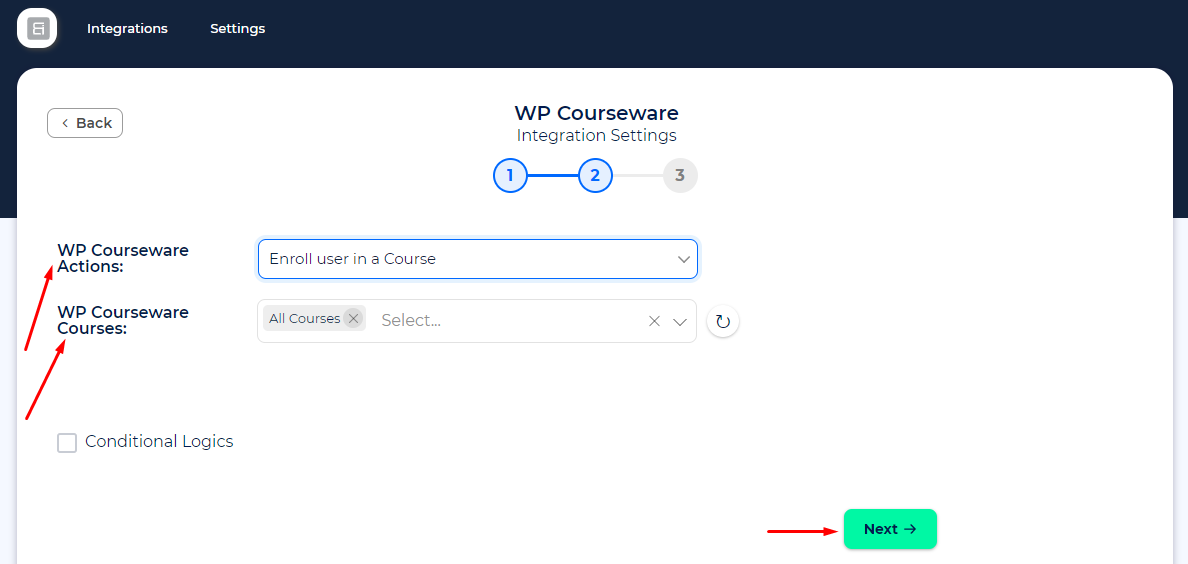 Integrations Settings
Back
WP Courseware
Integration Settings
1 2 3
WP Courseware
Actions:
Enroll user in a Course
WP Courseware
Courses:
All Courses Select...
Conditional Logics
Next